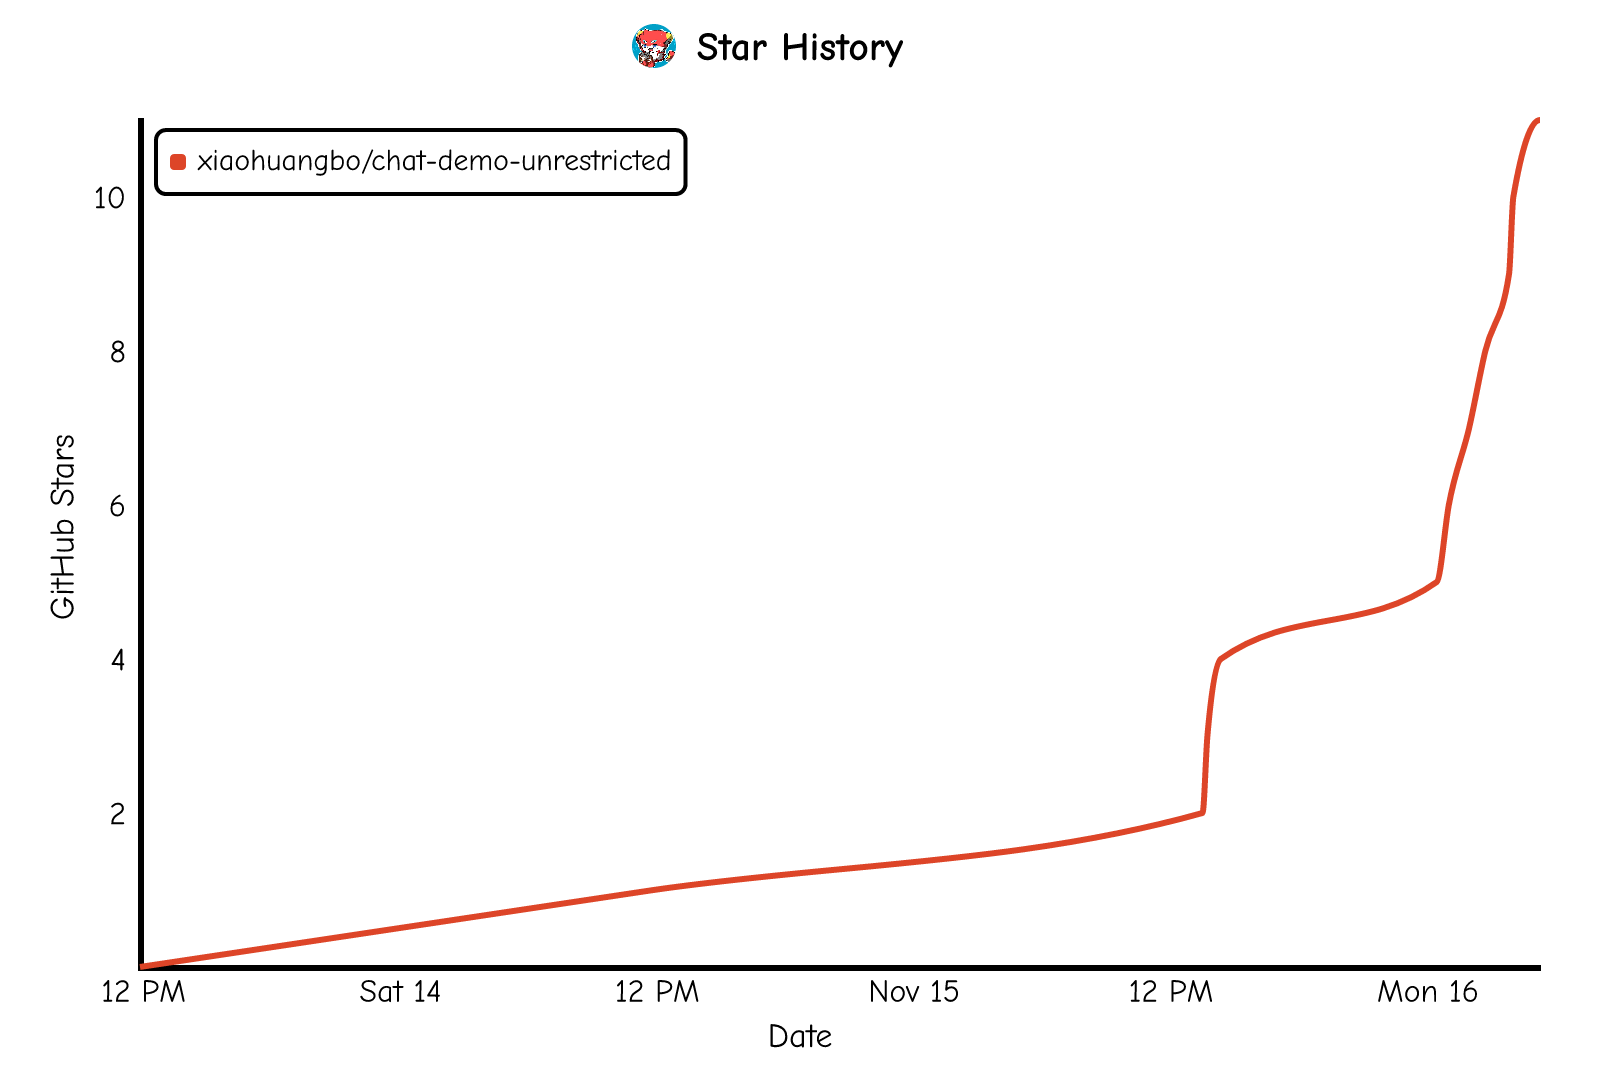 Star History
xiaohuangbo/chat-demo-unrestricted
10
8
6
4
2
GitHub Stars
12 PM Sat 14 12 PM Nov 15 12 PM Mon 16
Date